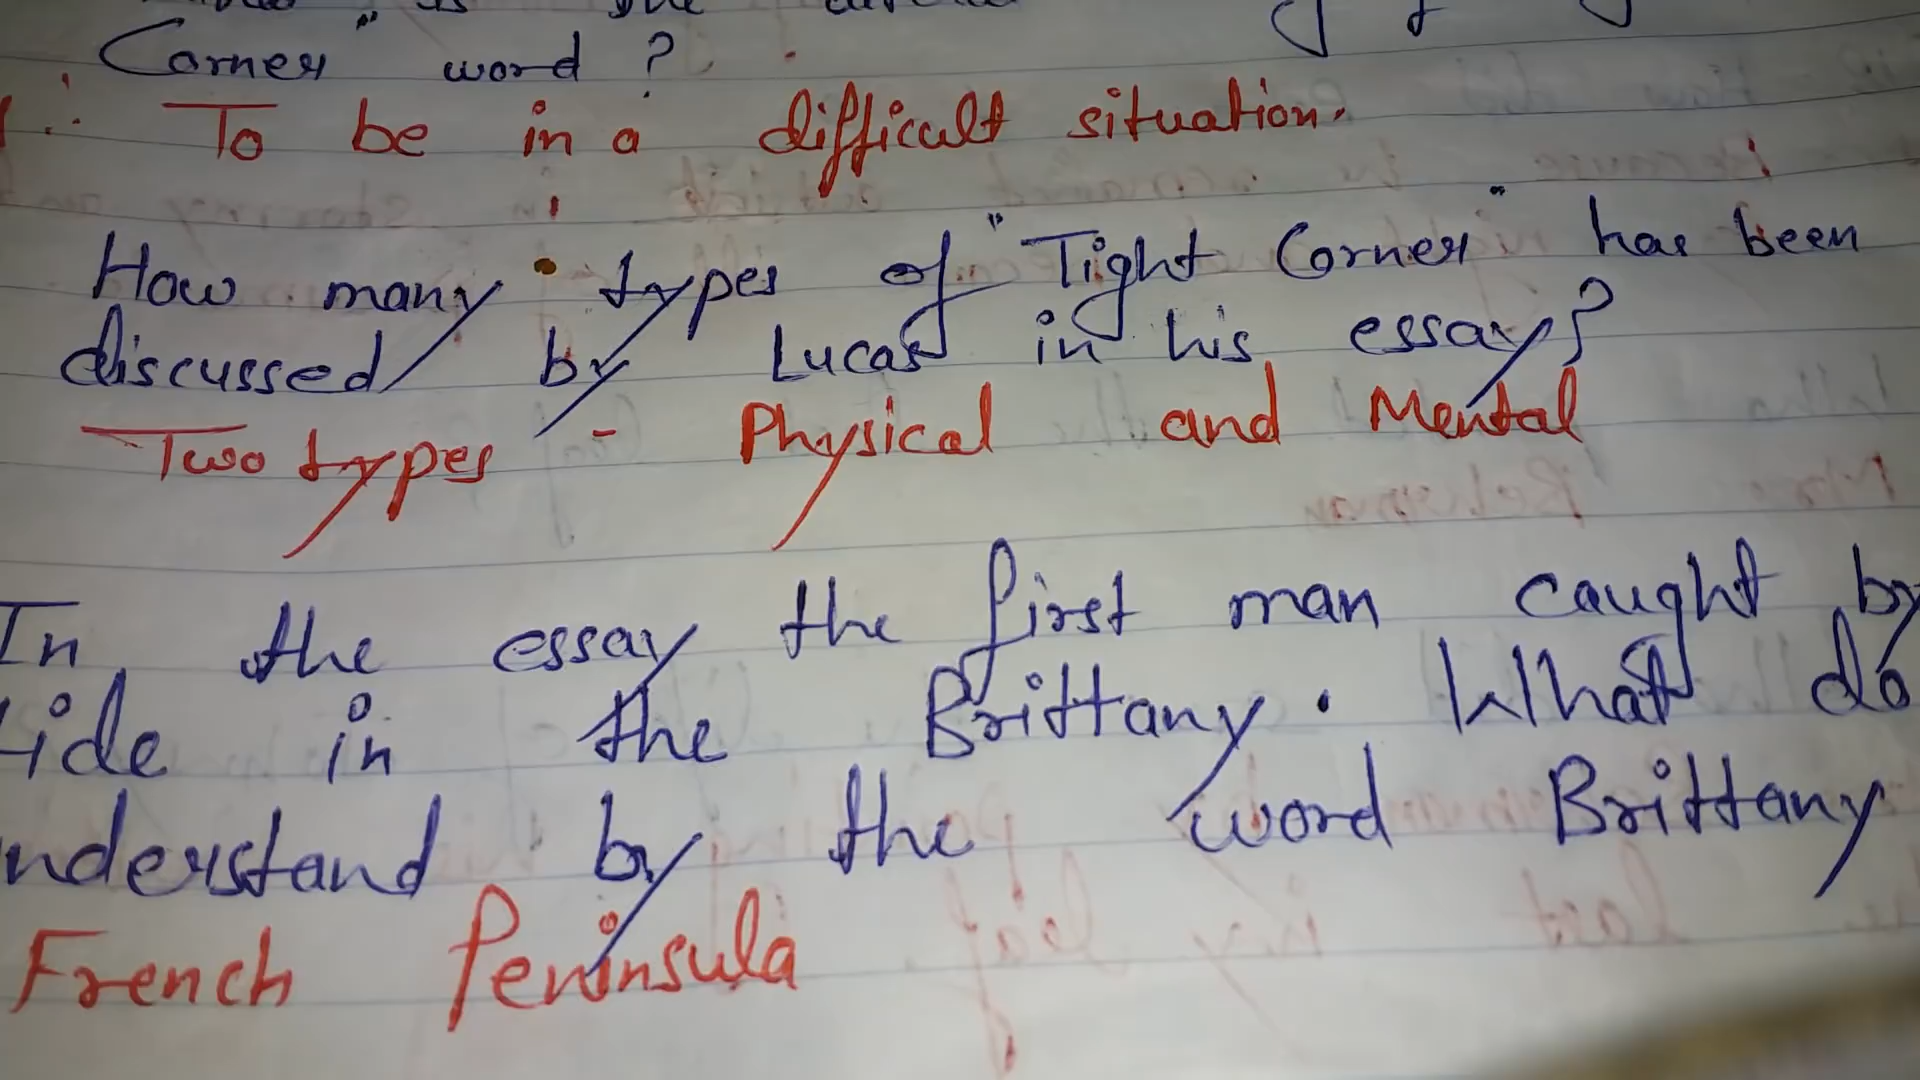 Corner" word ?
To be in a difficult situation.
How many types of "Tight Corner" has been
discussed by Lucas in his essay?
Two types - Physical and Mental
In the essay the first man caught by
tide in the Brittany. What do
understand by the word Brittany
French Peninsula